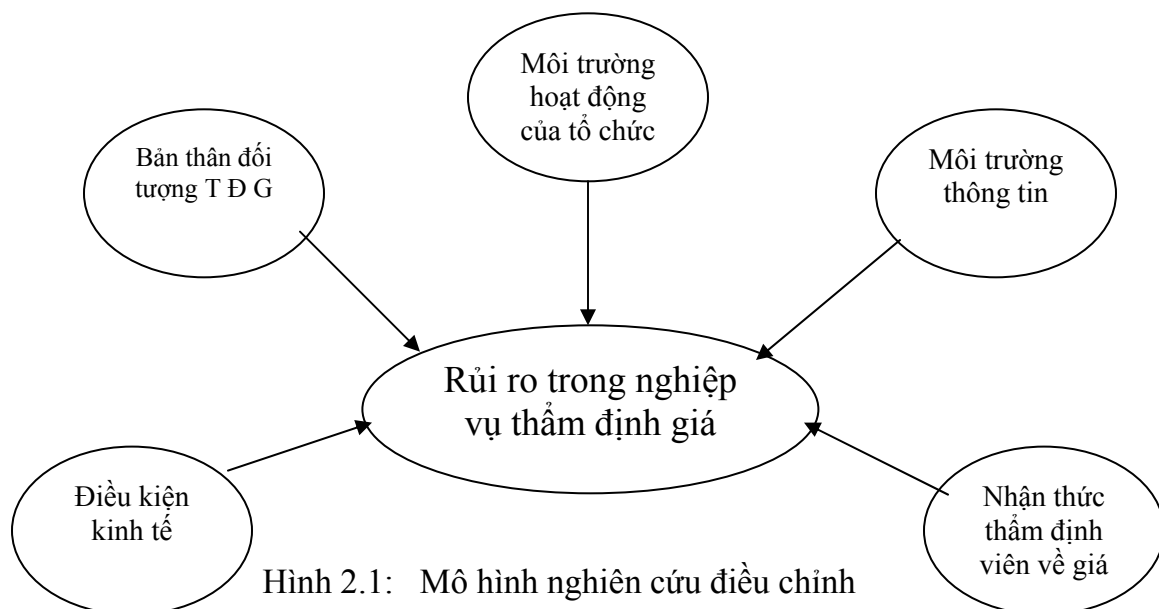 Môi trường
hoạt động
của tổ chức
Bản thân đối
tượng T Đ G
Môi trường
thông tin
Rủi ro trong nghiệp
vụ thẩm định giá
Điều kiện
kinh tế
Nhận thức
thẩm định
viên về giá
Hình 2.1: Mô hình nghiên cứu điều chỉnh